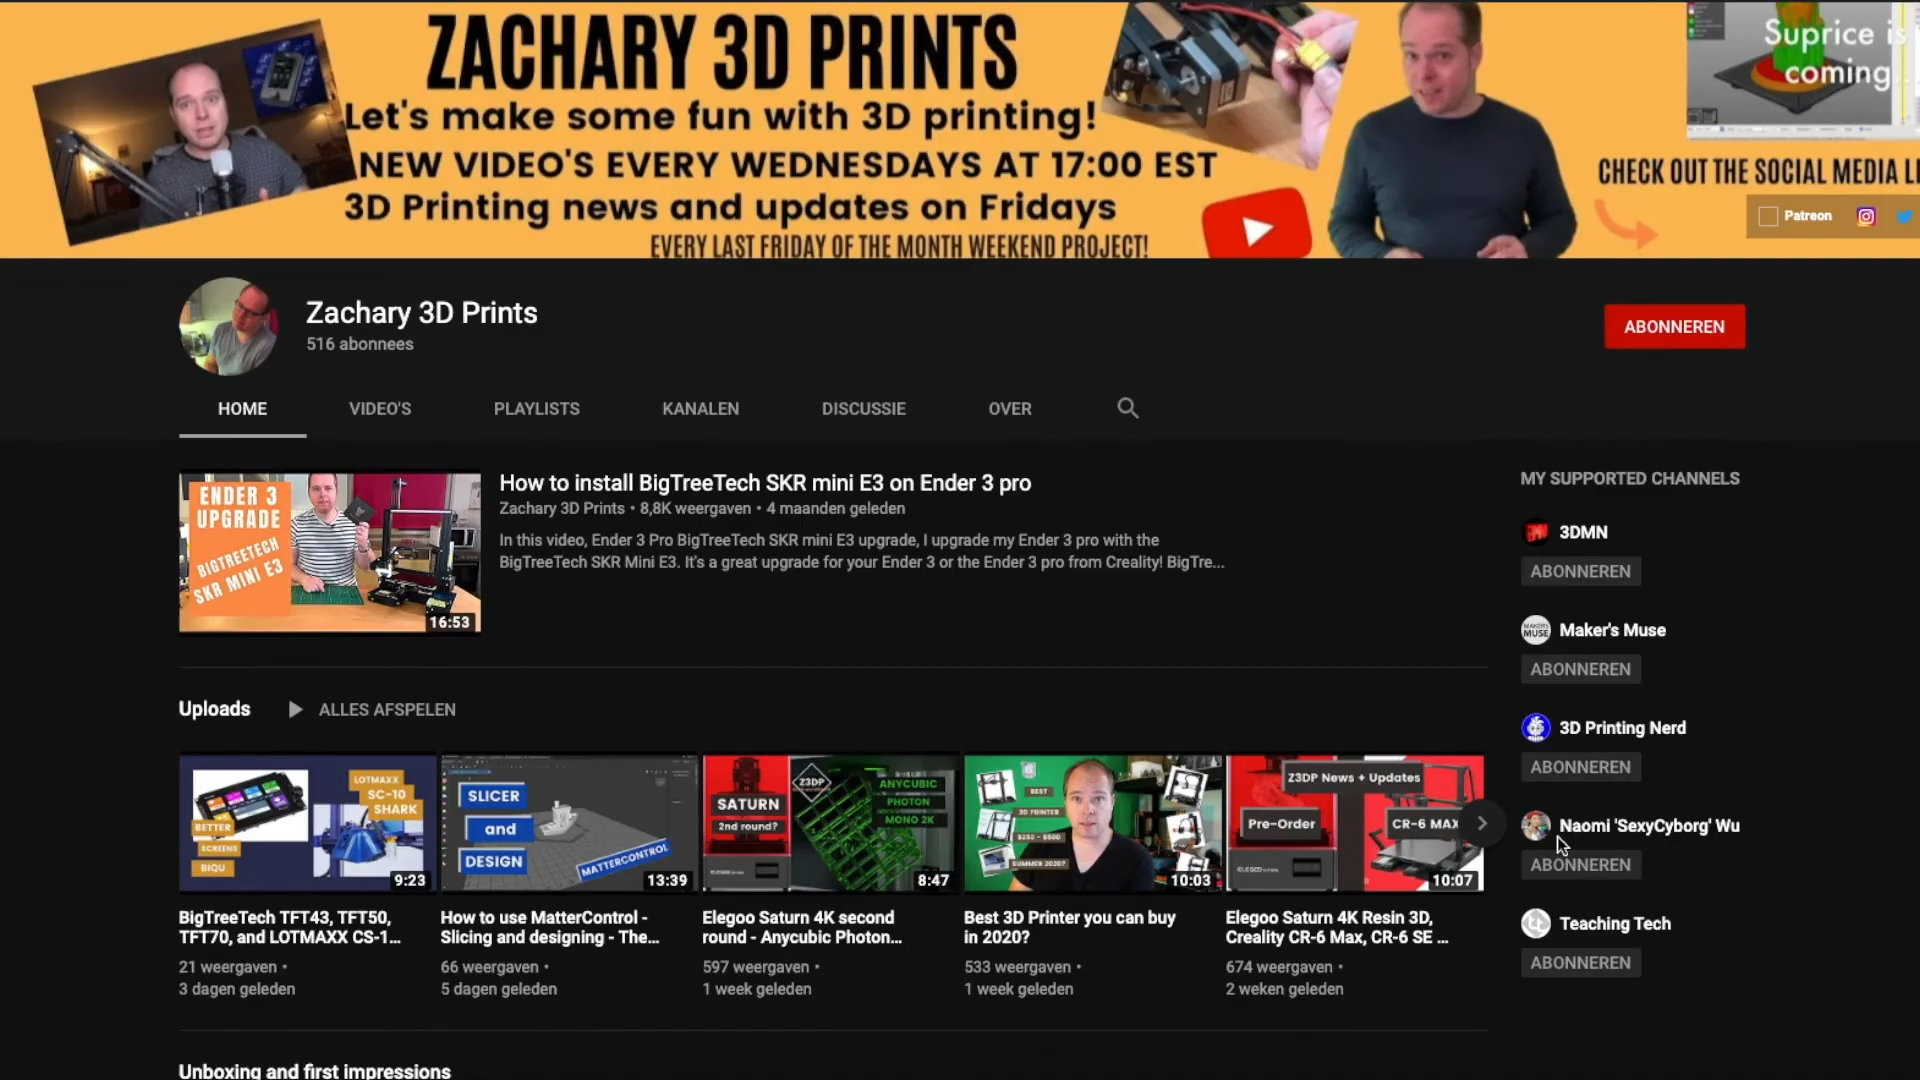 ZACHARY 3D PRINTS
Let's make some fun with 3D printing!
NEW VIDEO'S EVERY WEDNESDAYS AT 17:00 EST
3D Printing news and updates on Fridays
EVERY LAST FRIDAY OF THE MONTH WEEKEND PROJECT!
Suprice is
coming...
CHECK OUT THE SOCIAL MEDIA LI
Patreon
Zachary 3D Prints
516 abonnees
ABONNEREN
HOME
VIDEO'S
PLAYLISTS
KANALEN
DISCUSSIE
OVER
ENDER 3
UPGRADE
BIGTREETECH
SKR MINI E3
16:53
How to install BigTreeTech SKR mini E3 on Ender 3 pro
Zachary 3D Prints • 8,8K weergaven • 4 maanden geleden
In this video, Ender 3 Pro BigTreeTech SKR mini E3 upgrade, I upgrade my Ender 3 pro with the
BigTreeTech SKR Mini E3. It's a great upgrade for your Ender 3 or the Ender 3 pro from Creality! BigTre...
MY SUPPORTED CHANNELS
3DMN
ABONNEREN
MAKER'S
MUSE
Maker's Muse
ABONNEREN
3D Printing Nerd
ABONNEREN
Naomi 'SexyCyborg' Wu
ABONNEREN
tt
Teaching Tech
ABONNEREN
Uploads
ALLES AFSPELEN
LOTMAXX
SC-10
SHARK
BETTER
SCREENS
BIQU
9:23
BigTreeTech TFT43, TFT50,
TFT70, and LOTMAXX CS-1...
21 weergaven •
3 dagen geleden
SLICER
and
DESIGN
MATTERCONTROL
13:39
How to use MatterControl -
Slicing and designing - The...
66 weergaven •
5 dagen geleden
Z3DP
SATURN
2nd round?
ANYCUBIC
PHOTON
MONO 2K
8:47
Elegoo Saturn 4K second
round - Anycubic Photon...
597 weergaven •
1 week geleden
BEST
3D PRINTER
$250 - $500
SUMMER 2020?
10:03
Best 3D Printer you can buy
in 2020?
533 weergaven •
1 week geleden
Z3DP News + Updates
Pre-Order
CR-6 MAX
10:07
Elegoo Saturn 4K Resin 3D,
Creality CR-6 Max, CR-6 SE ...
674 weergaven •
2 weken geleden
Unboxing and first impressions